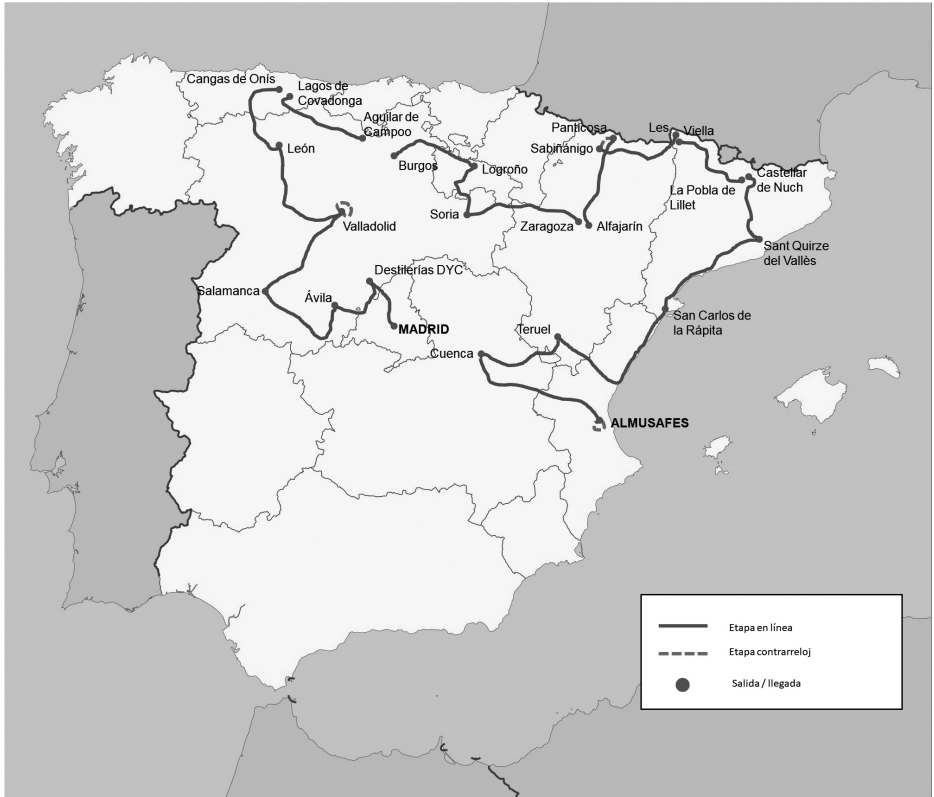 Cangas de Onís
Lagos de
Covadonga
Aguilar de
Campoo
Panticosa
Les
Viella
León
Burgos
Sabiñánigo
Logroño
Castellar
de Nuch
La Pobla de
Lillet
Soria
Zaragoza
Alfajarín
Valladolid
Sant Quirze
del Vallès
Destilerías DYC
Salamanca
Ávila
MADRID
Teruel
San Carlos de
la Rápita
Cuenca
ALMUSAFES
Etapa en línea
Etapa contrarreloj
Salida / llegada